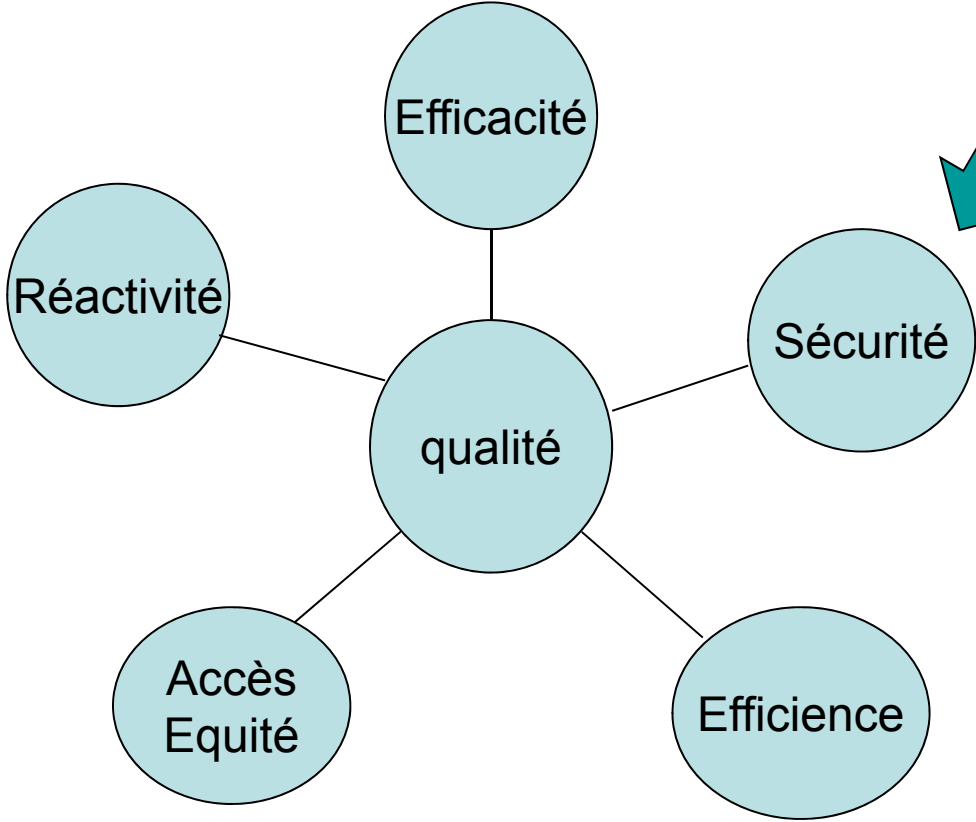 Efficacité
Réactivité
Sécurité
qualité
Accès
Equité
Efficience